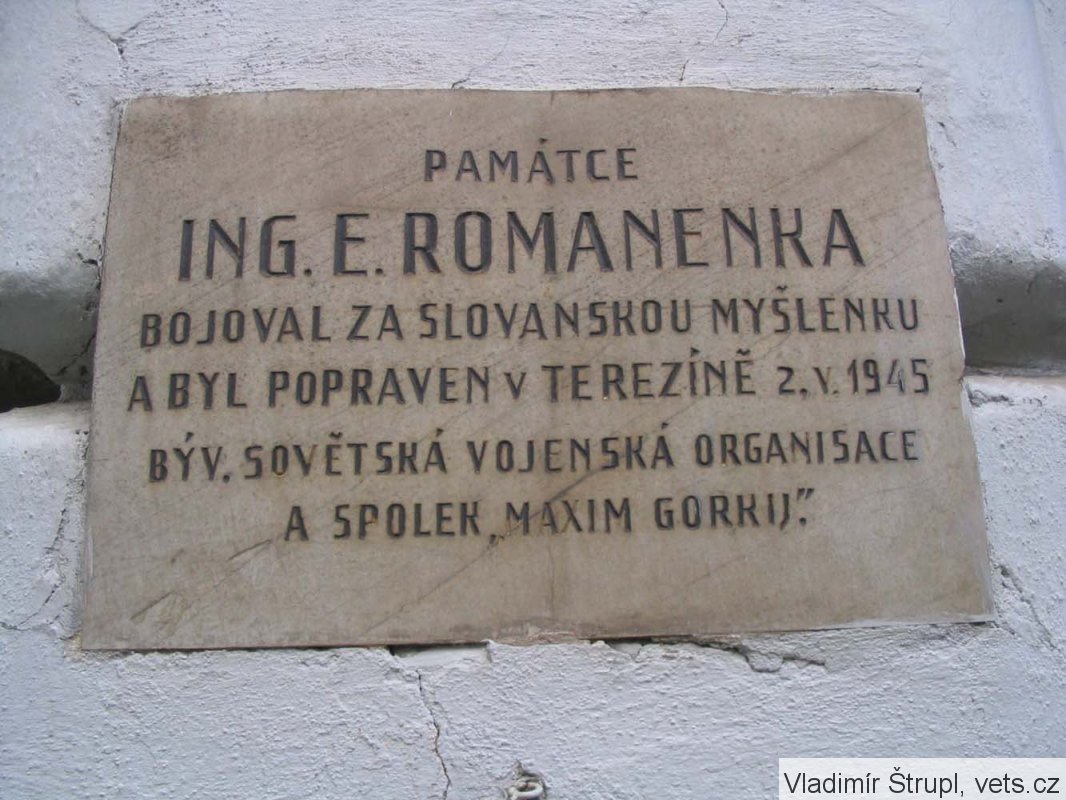 PAMÁTCE
ING. E. ROMANENKA
BOJOVAL ZA SLOVANSKOU MYŠLENKU
A BYL POPRAVEN V TEREZÍNĚ 2. V. 1945
BÝV. SOVĚTSKÁ VOJENSKÁ ORGANISACE
A SPOLEK „MAXIM GORKIJ”.
Vladimír Štrupl, vets.cz